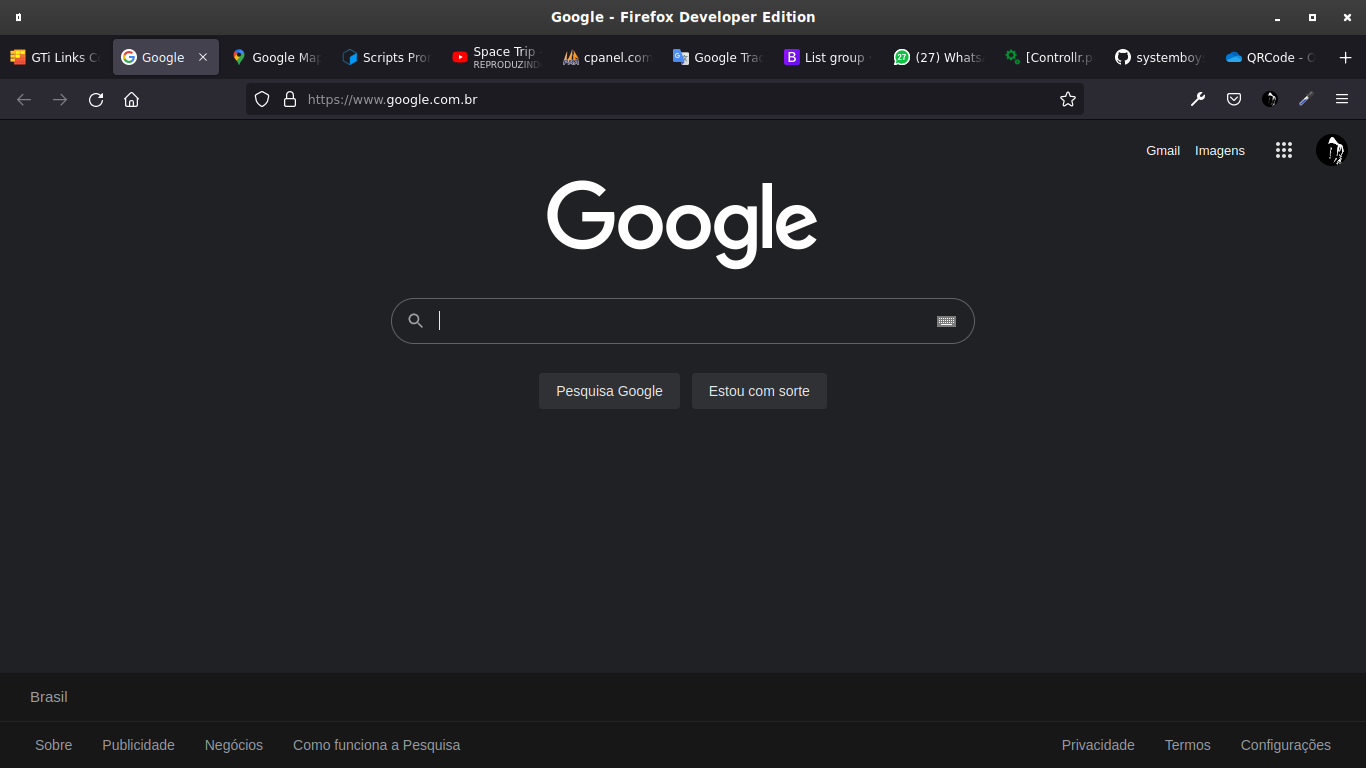 Google - Firefox Developer Edition
GTi Links C
Google
Google Ma
Scripts Pro
Space Trip
REPRODUZIND
cpanel.com
Google Tra
List group
(27) Whats
[Controllr.p
systemboy
QRCode - O
https://www.google.com.br
Gmail
Imagens
Google
Pesquisa Google
Estou com sorte
Brasil
Sobre
Publicidade
Negócios
Como funciona a Pesquisa
Privacidade
Termos
Configurações